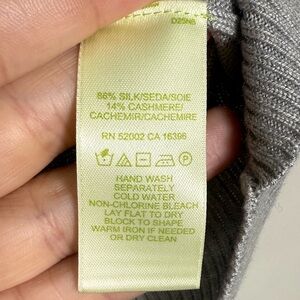 D25NB
86% SILK/SEDA/SOIE
14% CASHMERE/
CACHEMIR/CACHEMIRE
RN 52002 CA 16396
P
HAND WASH
SEPARATELY
COLD WATER
NON-CHLORINE BLEACH
LAY FLAT TO DRY
BLOCK TO SHAPE
WARM IRON IF NEEDED
OR DRY CLEAN